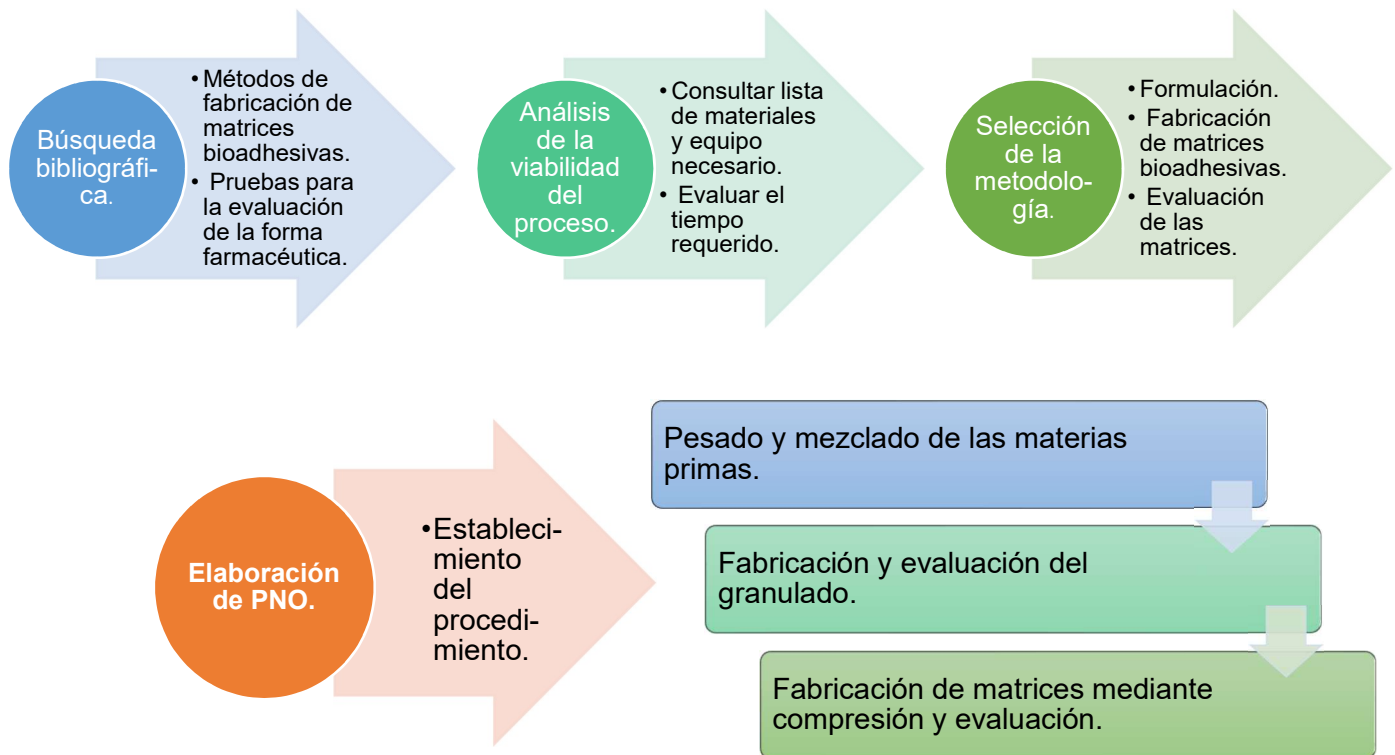 Búsqueda
bibliográfi-
ca.
• Métodos de
fabricación de
matrices
bioadhesivas.
• Pruebas para
la evaluación
de la forma
farmacéutica.
Análisis
de la
viabilidad
del
proceso.
• Consultar lista
de materiales
y equipo
necesario.
• Evaluar el
tiempo
requerido.
Selección
de la
metodolo-
gía.
• Formulación.
• Fabricación
de matrices
bioadhesivas.
• Evaluación
de las
matrices.
Elaboración
de PNO.
•Estableci-
miento
del
procedi-
miento.
Pesado y mezclado de las materias
primas.
Fabricación y evaluación del
granulado.
Fabricación de matrices mediante
compresión y evaluación.